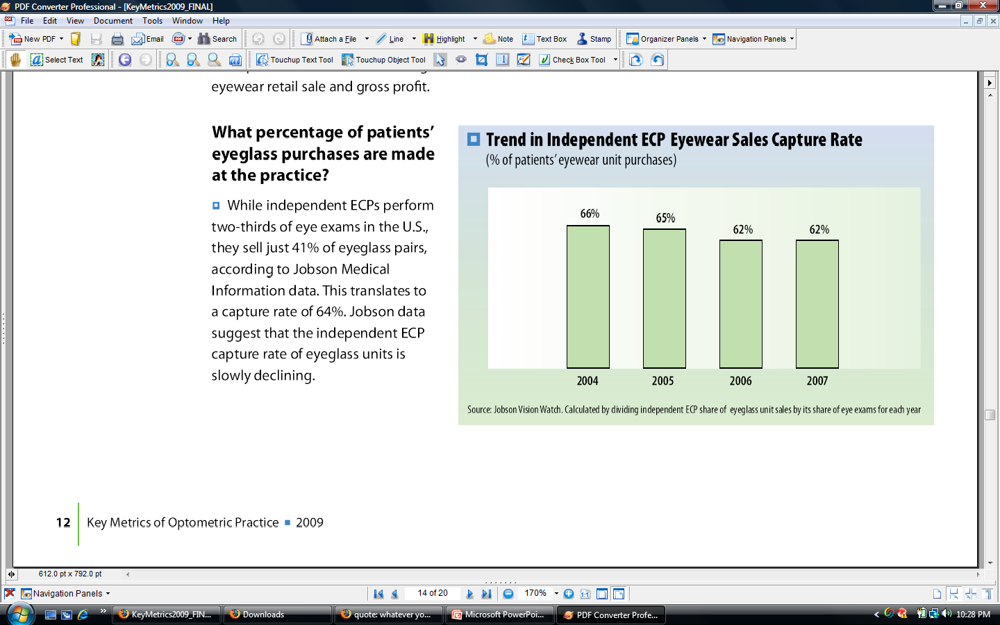 PDF Converter Professional - [KeyMetrics2009_FINAL]
File Edit View Document Tools Window Help
New PDF Email Search Attach a File Line Highlight Note Text Box Stamp Organizer Panels Navigation Panels
Select Text Touchup Text Tool Touchup Object Tool Check Box Tool
eyewear retail sale and gross profit.
What percentage of patients’
eyeglass purchases are made
at the practice?
While independent ECPs perform
two-thirds of eye exams in the U.S.,
they sell just 41% of eyeglass pairs,
according to Jobson Medical
Information data. This translates to
a capture rate of 64%. Jobson data
suggest that the independent ECP
capture rate of eyeglass units is
slowly declining.
Trend in Independent ECP Eyewear Sales Capture Rate
(% of patients’ eyewear unit purchases)
66% 65% 62% 62%
2004 2005 2006 2007
Source: Jobson Vision Watch. Calculated by dividing independent ECP share of eyeglass unit sales by its share of eye exams for each year
12 Key Metrics of Optometric Practice 2009
612.0 pt x 792.0 pt
Navigation Panels 14 of 20 170%
KeyMetrics2009_FIN... Downloads quote: whatever yo... Microsoft PowerPoi... PDF Converter Profe... 10:28 PM